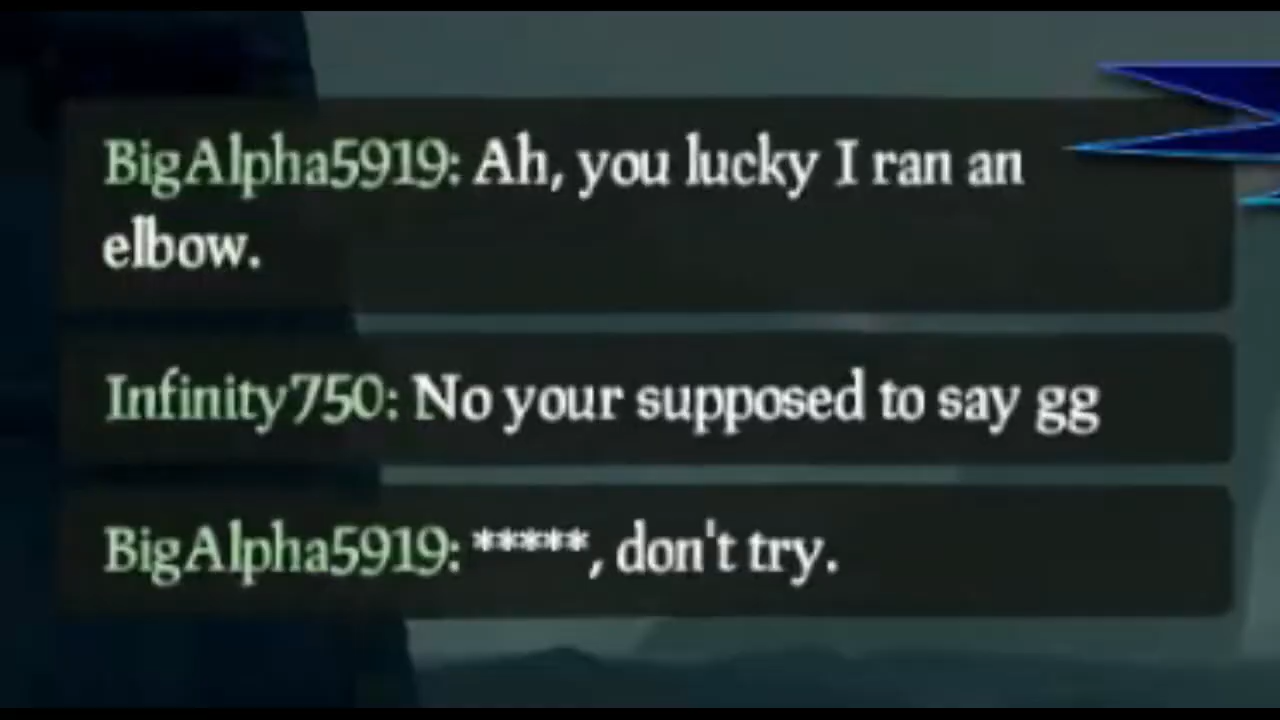 BigAlpha5919: Ah, you lucky I ran an
elbow.
Infinity750: No your supposed to say gg
BigAlpha5919: *****, don't try.